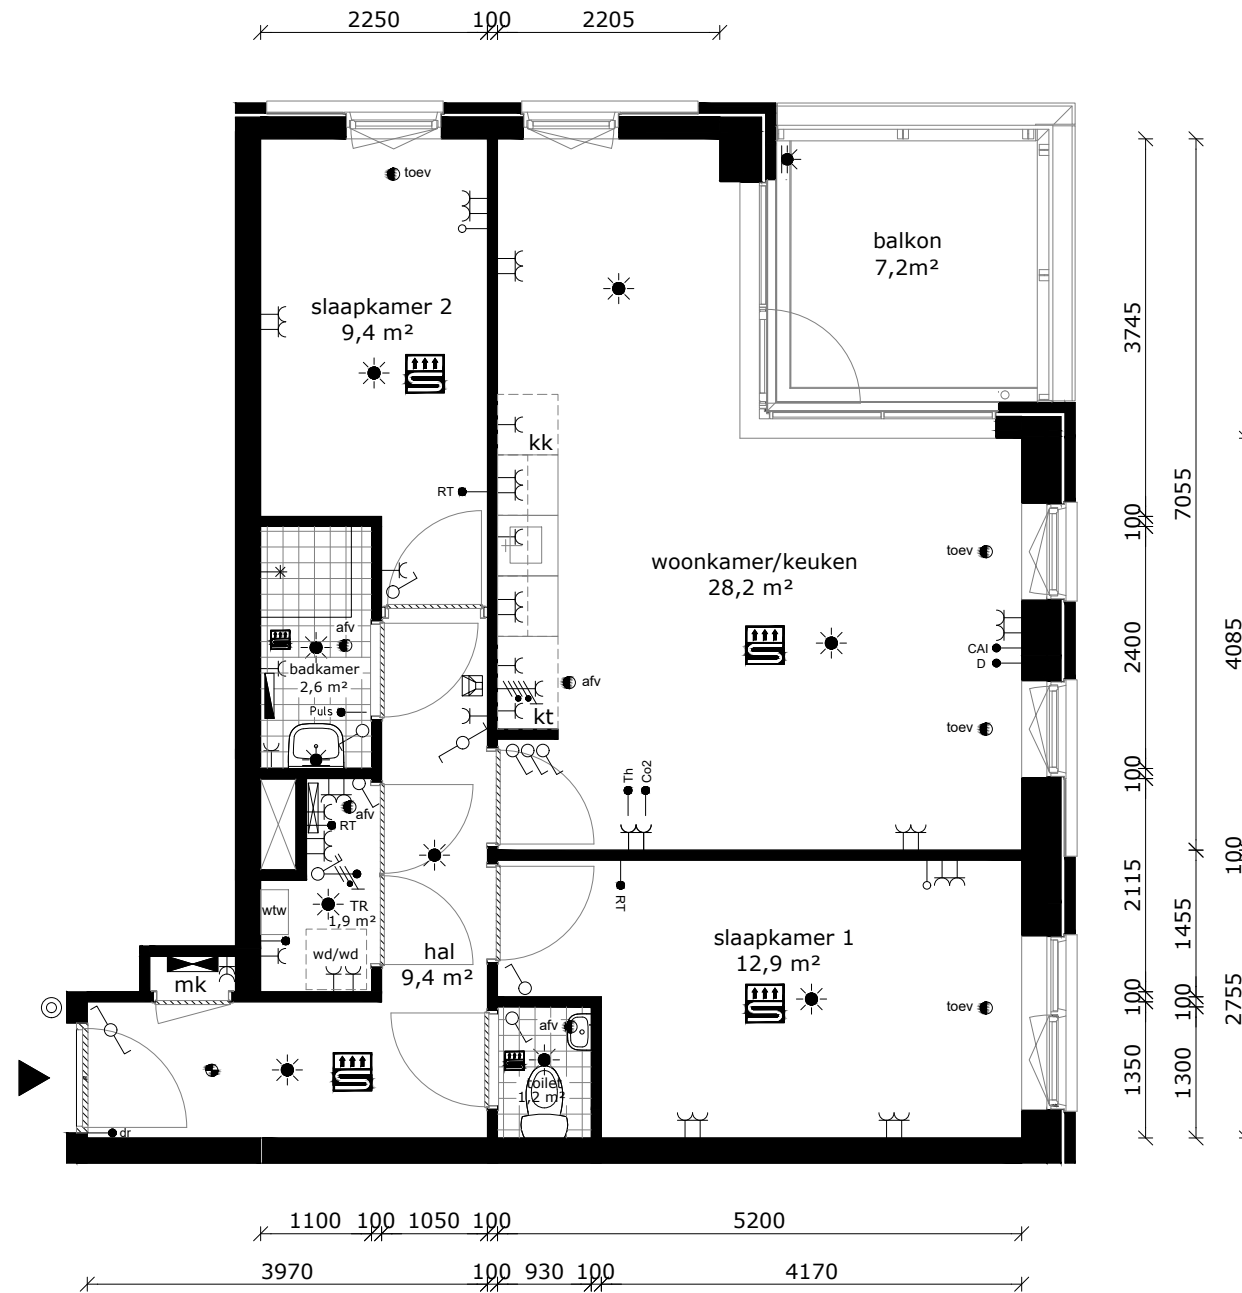 2250 100 2205
toev
balkon
7,2m²
slaapkamer 2
9,4 m²
3745
kk
RT
7055
100
woonkamer/keuken
28,2 m²
toev
afv
badkamer
2,6 m²
CAI
D
2400
4085
Puls
afv
kt
toev
Th
Co2
100
afv
RT
100
2115
RT
TR
1,9 m²
wtw
wd/wd
hal
9,4 m²
slaapkamer 1
12,9 m²
1455
mk
toev
100
100
2755
afv
toilet
1,2 m²
1350
1300
dr
1100 100 1050 100 5200
3970 100 930 100 4170